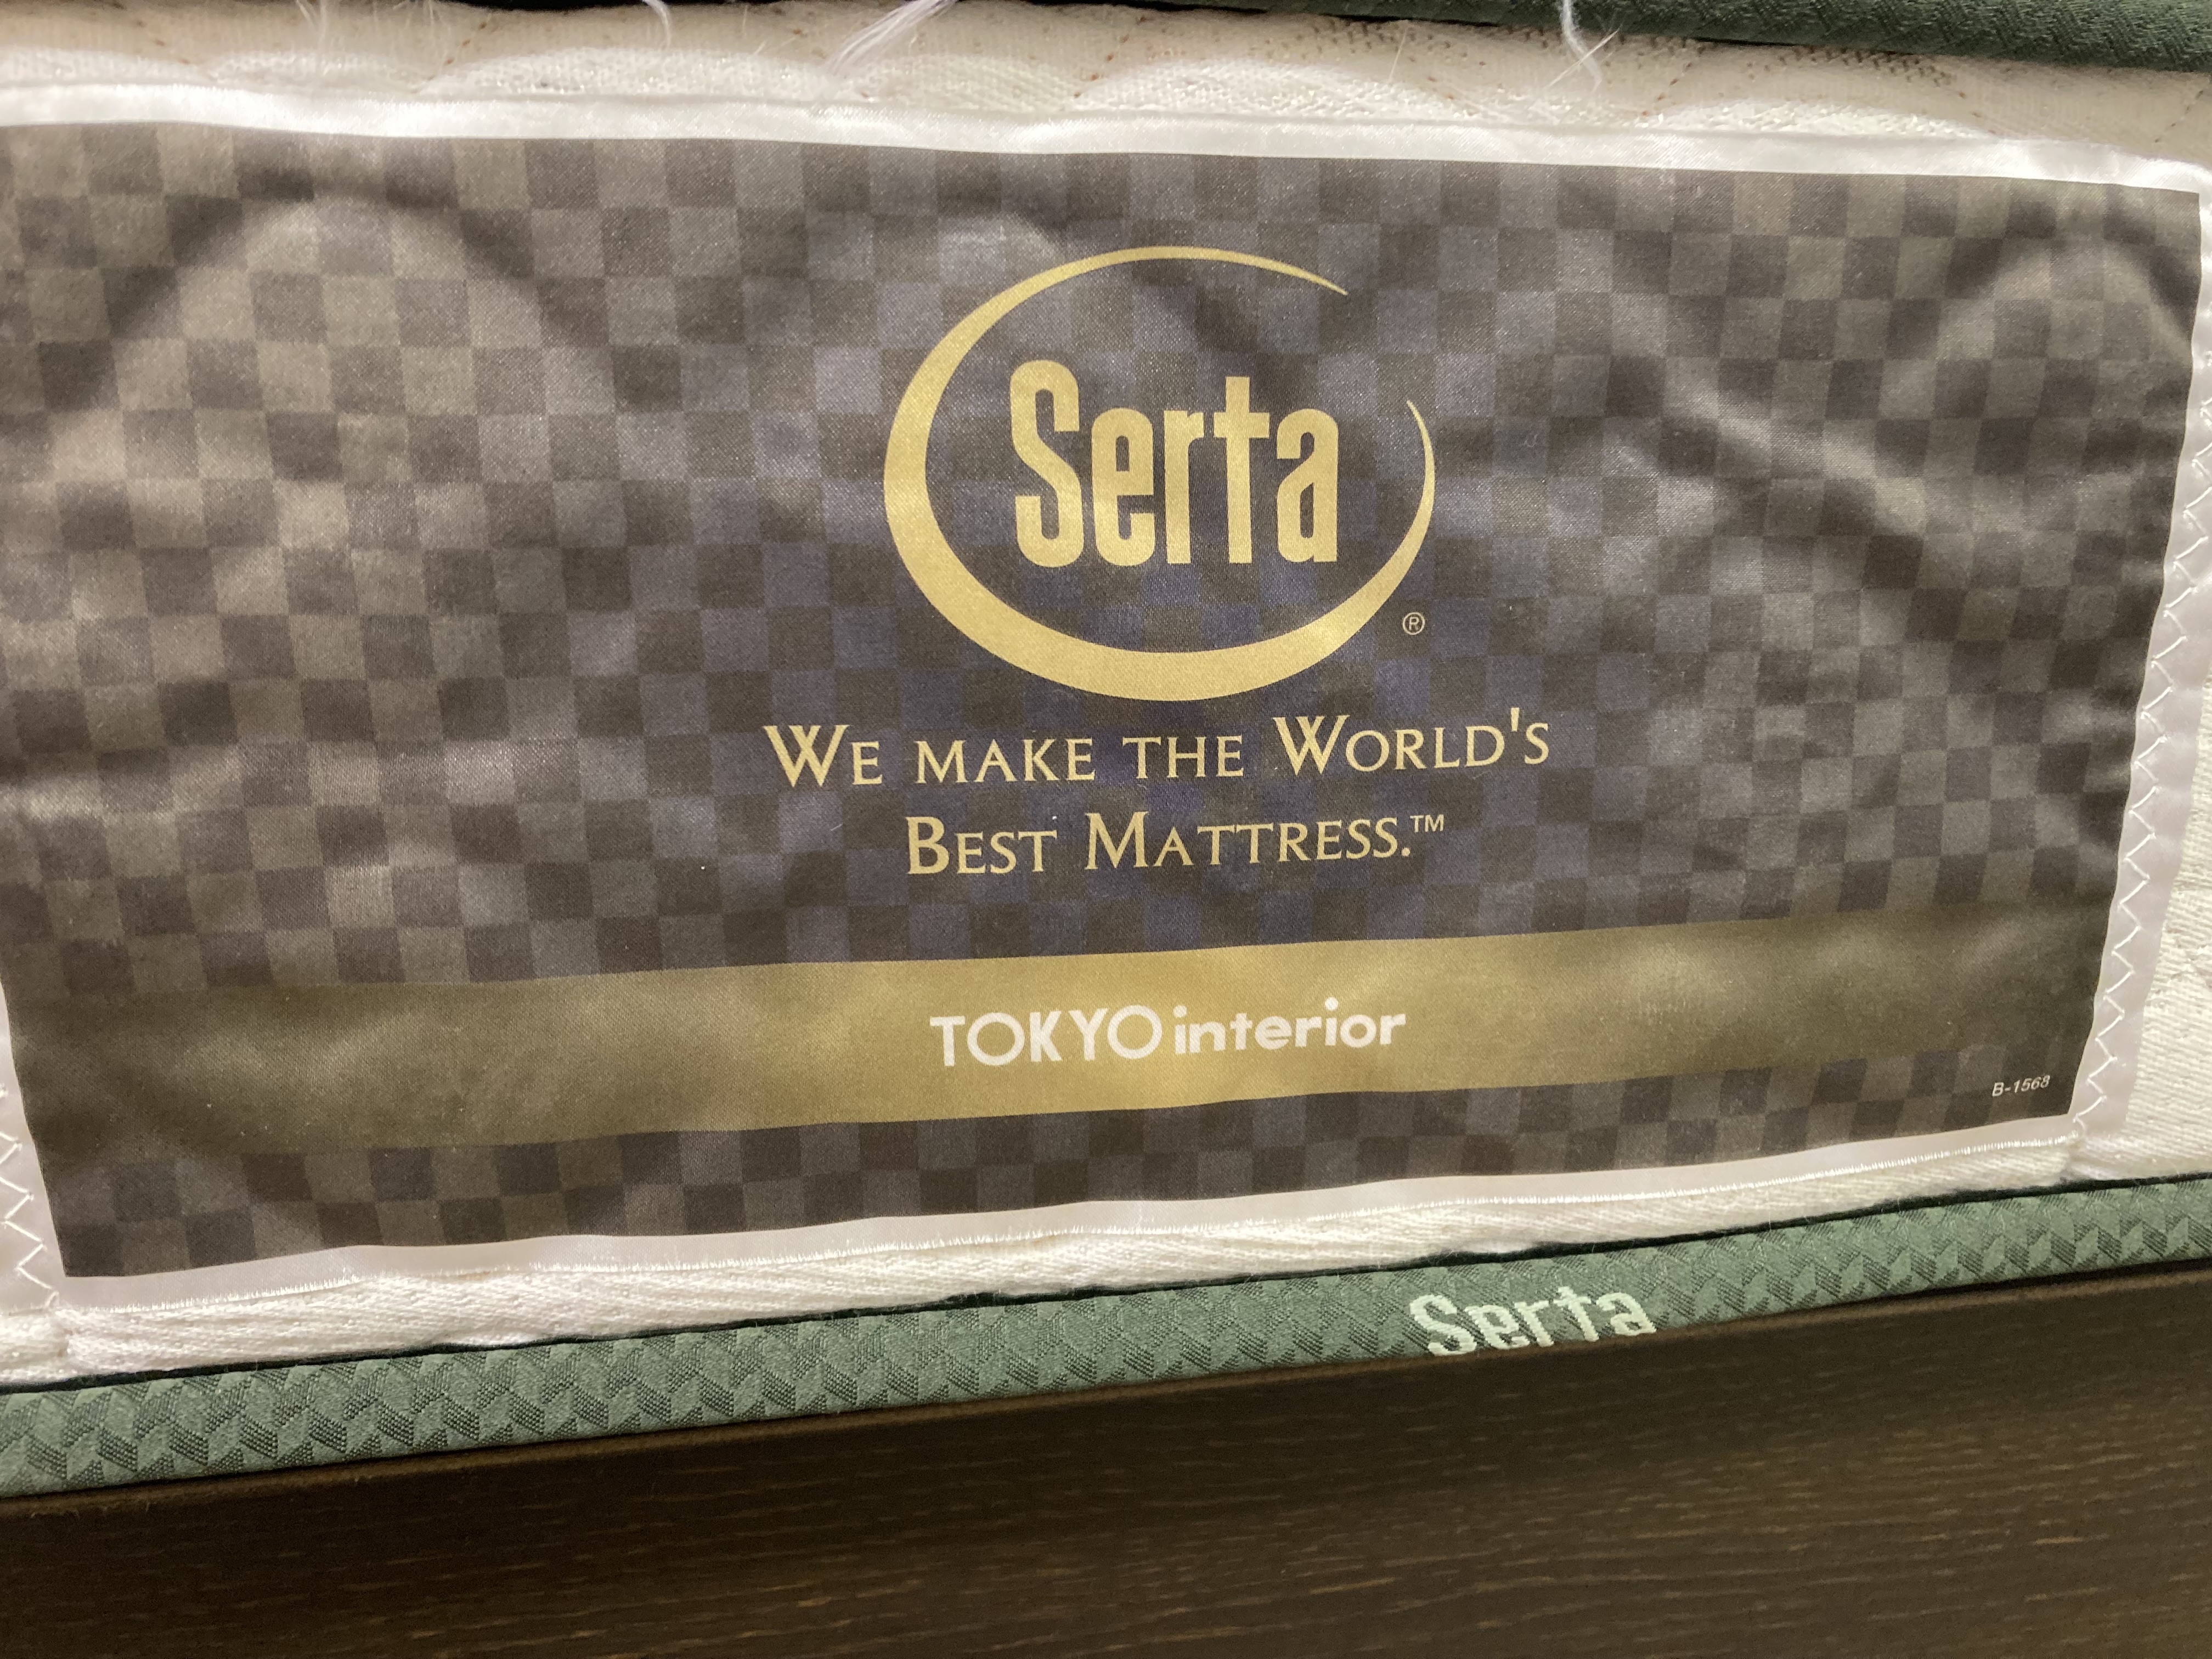 Serta
®
WE MAKE THE WORLD'S
BEST MATTRESS.™
TOKYO interior
B-1568
Serta